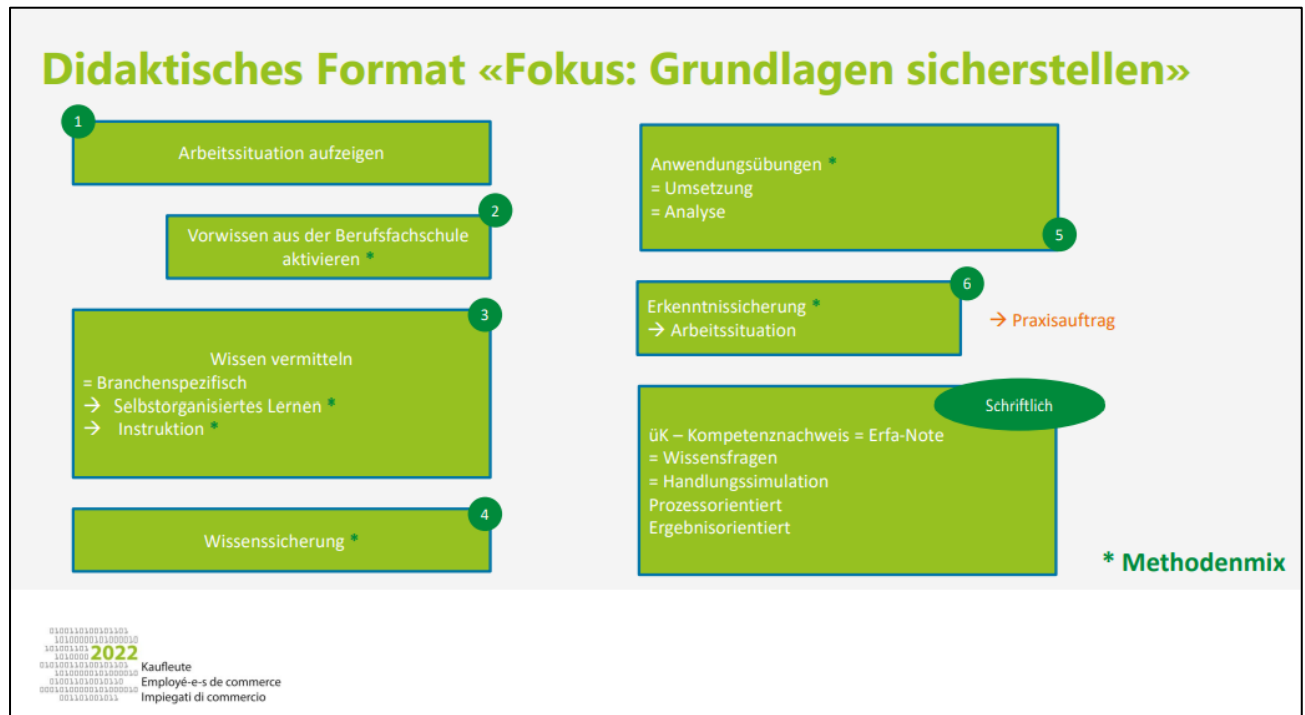 Didaktisches Format «Fokus: Grundlagen sicherstellen»
1
Arbeitssituation aufzeigen
2
Vorwissen aus der Berufsfachschule
aktivieren *
3
Wissen vermitteln
= Branchenspezifisch
→ Selbstorganisiertes Lernen *
→ Instruktion *
4
Wissenssicherung *
Anwendungsübungen *
= Umsetzung
= Analyse
5
6
Erkenntnissicherung *
→ Arbeitssituation
→ Praxisauftrag
Schriftlich
üK – Kompetenznachweis = Erfa-Note
= Wissensfragen
= Handlungssimulation
Prozessorientiert
Ergebnisorientiert
* Methodenmix
2022
Kaufleute
Employé-e-s de commerce
Impiegati di commercio